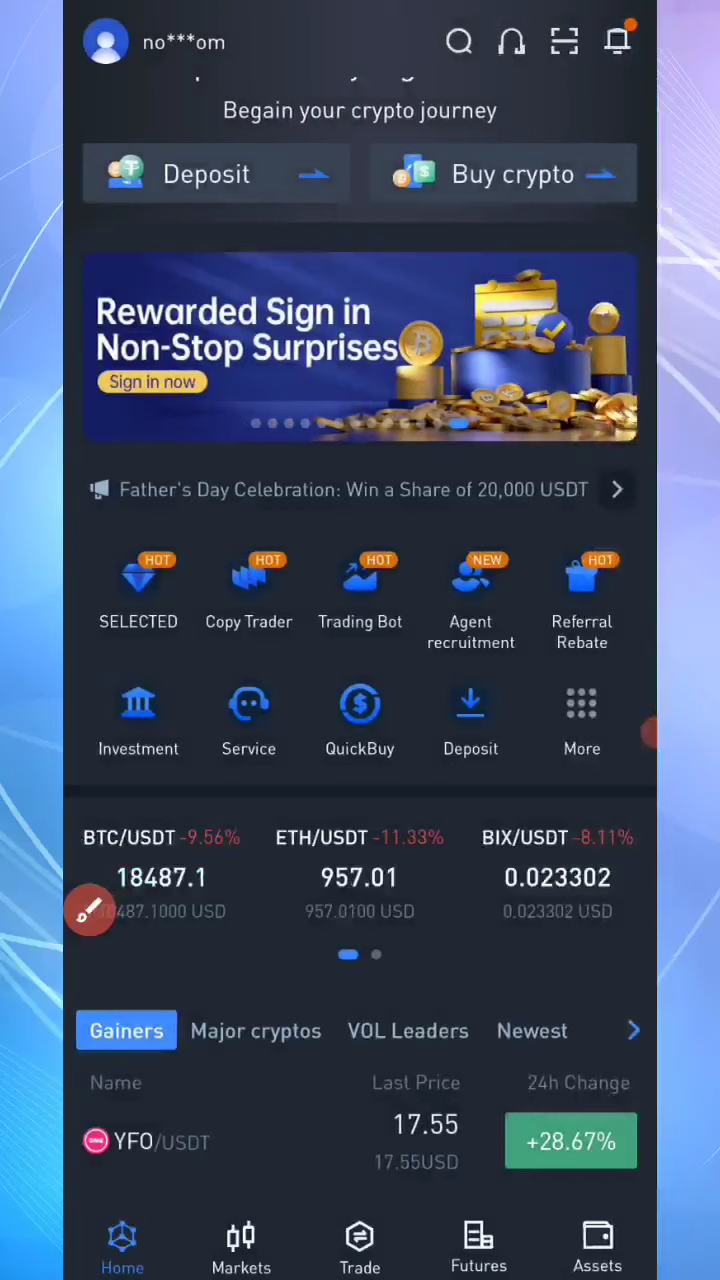 no***om
Begain your crypto journey
Deposit
Buy crypto
Rewarded Sign in
Non-Stop Surprises
Sign in now
Father's Day Celebration: Win a Share of 20,000 USDT
HOT
HOT
HOT
NEW
HOT
SELECTED
Copy Trader
Trading Bot
Agent
recruitment
Referral
Rebate
Investment
Service
QuickBuy
Deposit
More
BTC/USDT -9.56%
ETH/USDT -11.33%
BIX/USDT -8.11%
18487.1
957.01
0.023302
487.1000 USD
957.0100 USD
0.023302 USD
Gainers
Major cryptos
VOL Leaders
Newest
Name
Last Price
24h Change
YFO/USDT
17.55
17.55USD
+28.67%
Home
Markets
Trade
Futures
Assets